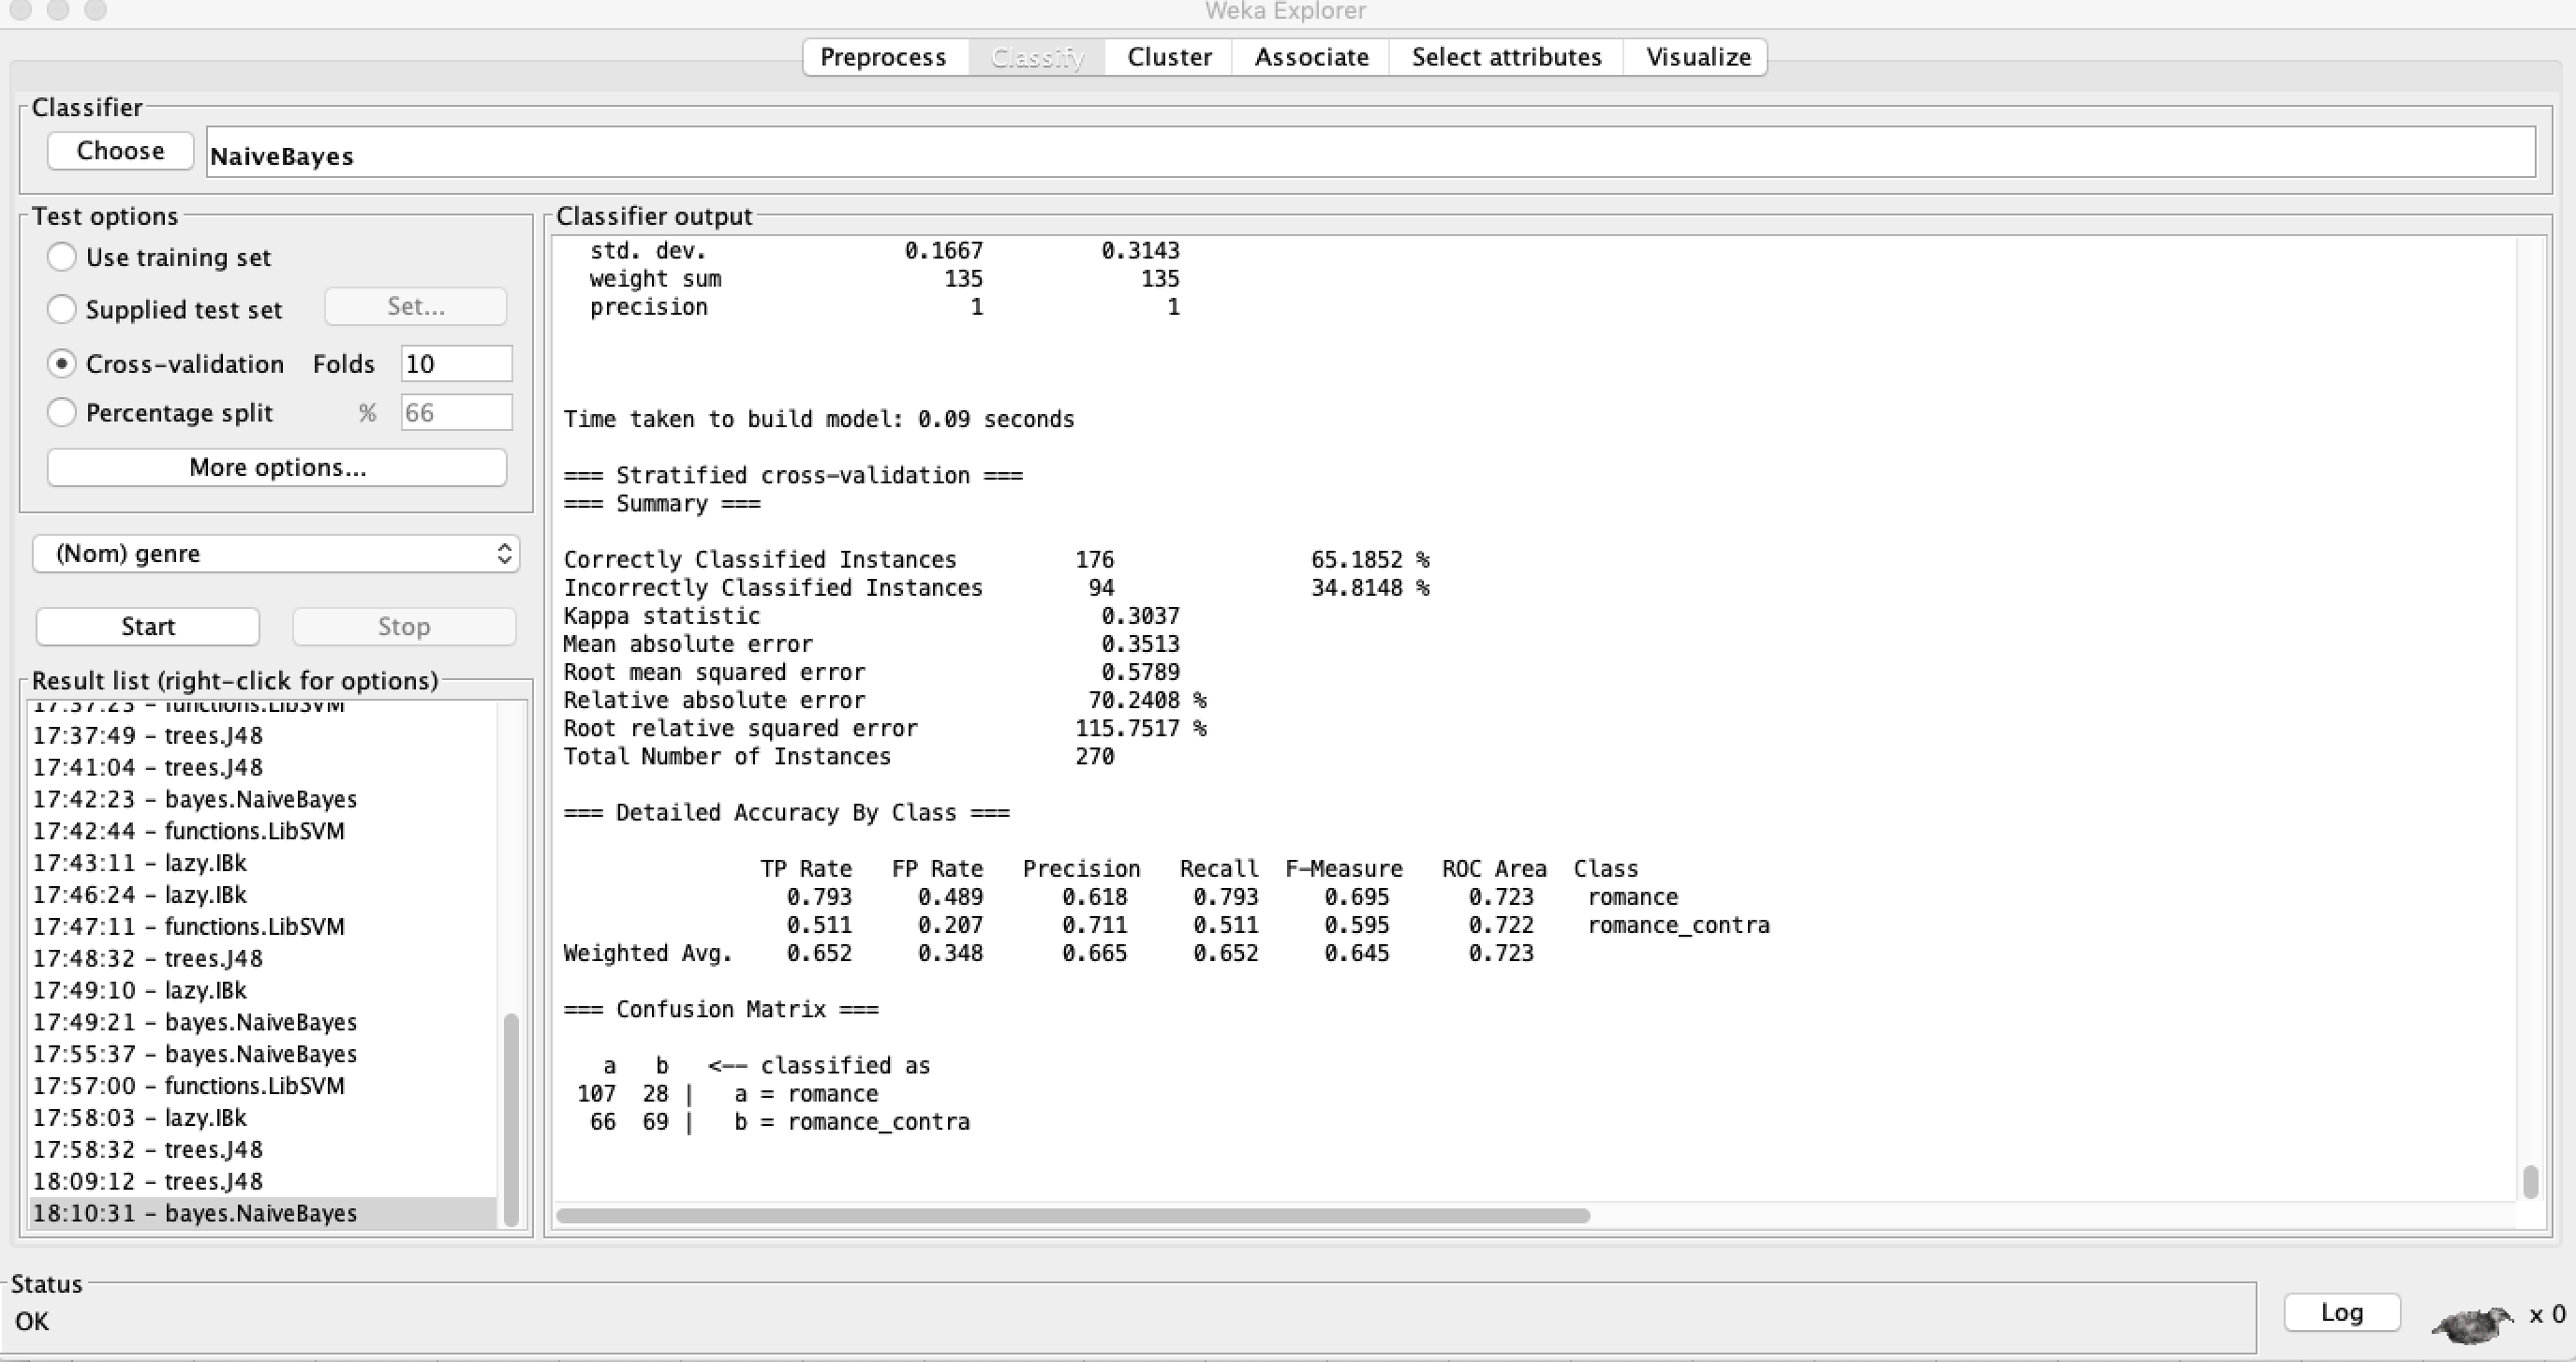 Weka Explorer
Preprocess Classify Cluster Associate Select attributes Visualize
Classifier
Choose NaiveBayes
Test options
Use training set
Supplied test set Set...
Cross-validation Folds 10
Percentage split % 66
More options...
(Nom) genre
Start Stop
Result list (right-click for options)
17:37:23 - functions.LibSVM
17:37:49 - trees.J48
17:41:04 - trees.J48
17:42:23 - bayes.NaiveBayes
17:42:44 - functions.LibSVM
17:43:11 - lazy.IBk
17:46:24 - lazy.IBk
17:47:11 - functions.LibSVM
17:48:32 - trees.J48
17:49:10 - lazy.IBk
17:49:21 - bayes.NaiveBayes
17:55:37 - bayes.NaiveBayes
17:57:00 - functions.LibSVM
17:58:03 - lazy.IBk
17:58:32 - trees.J48
18:09:12 - trees.J48
18:10:31 - bayes.NaiveBayes
Classifier output
std. dev. 0.1667 0.3143
weight sum 135 135
precision 1 1
Time taken to build model: 0.09 seconds
=== Stratified cross-validation ===
=== Summary ===
Correctly Classified Instances 176 65.1852 %
Incorrectly Classified Instances 94 34.8148 %
Kappa statistic 0.3037
Mean absolute error 0.3513
Root mean squared error 0.5789
Relative absolute error 70.2408 %
Root relative squared error 115.7517 %
Total Number of Instances 270
=== Detailed Accuracy By Class ===
TP Rate FP Rate Precision Recall F-Measure ROC Area Class
0.793 0.489 0.618 0.793 0.695 0.723 romance
0.511 0.207 0.711 0.511 0.595 0.722 romance_contra
Weighted Avg. 0.652 0.348 0.665 0.652 0.645 0.723
=== Confusion Matrix ===
a b <-- classified as
107 28 | a = romance
66 69 | b = romance_contra
Status
OK
Log x 0